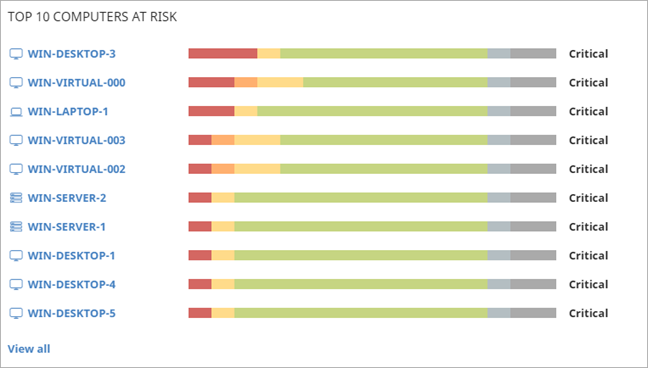 TOP 10 COMPUTERS AT RISK
WIN-DESKTOP-3 Critical
WIN-VIRTUAL-000 Critical
WIN-LAPTOP-1 Critical
WIN-VIRTUAL-003 Critical
WIN-VIRTUAL-002 Critical
WIN-SERVER-2 Critical
WIN-SERVER-1 Critical
WIN-DESKTOP-1 Critical
WIN-DESKTOP-4 Critical
WIN-DESKTOP-5 Critical
View all